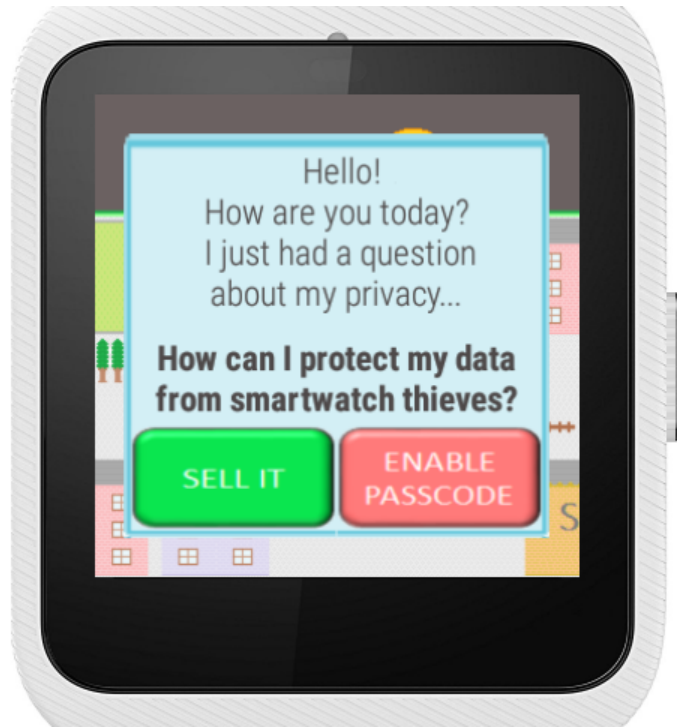 Hello!
How are you today?
I just had a question
about my privacy...
How can I protect my data
from smartwatch thieves?
SELL IT
ENABLE
PASSCODE
S